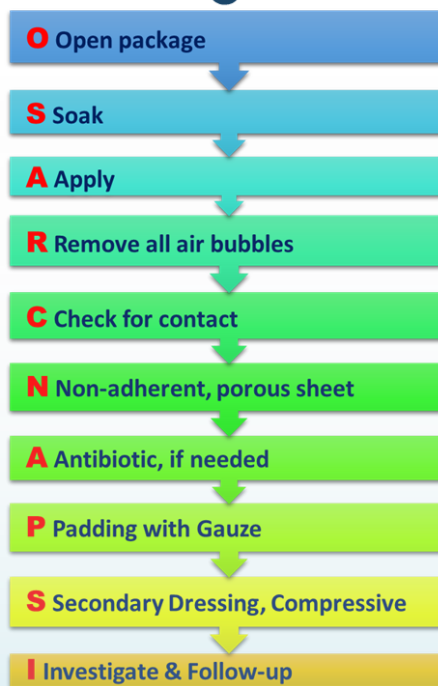 O Open package
S Soak
A Apply
R Remove all air bubbles
C Check for contact
N Non-adherent, porous sheet
A Antibiotic, if needed
P Padding with Gauze
S Secondary Dressing, Compressive
I Investigate & Follow-up